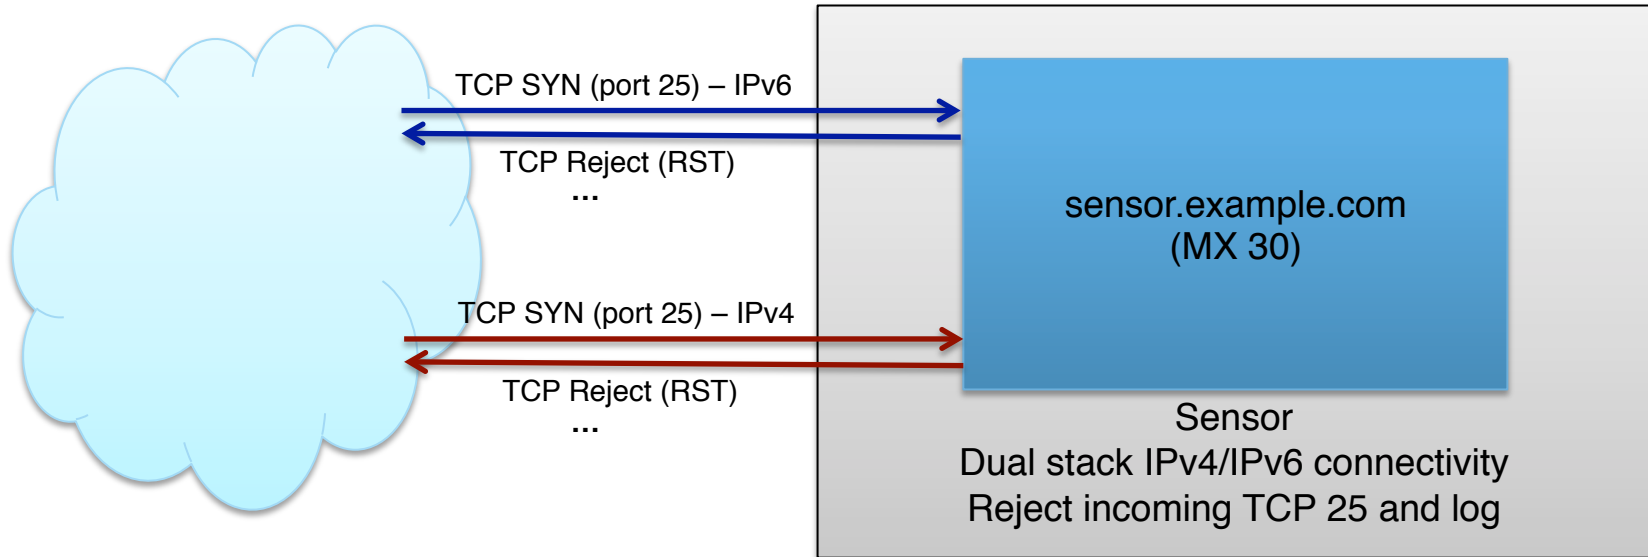 TCP SYN (port 25) – IPv6
TCP Reject (RST)
...
TCP SYN (port 25) – IPv4
TCP Reject (RST)
...
sensor.example.com
(MX 30)
Sensor
Dual stack IPv4/IPv6 connectivity
Reject incoming TCP 25 and log